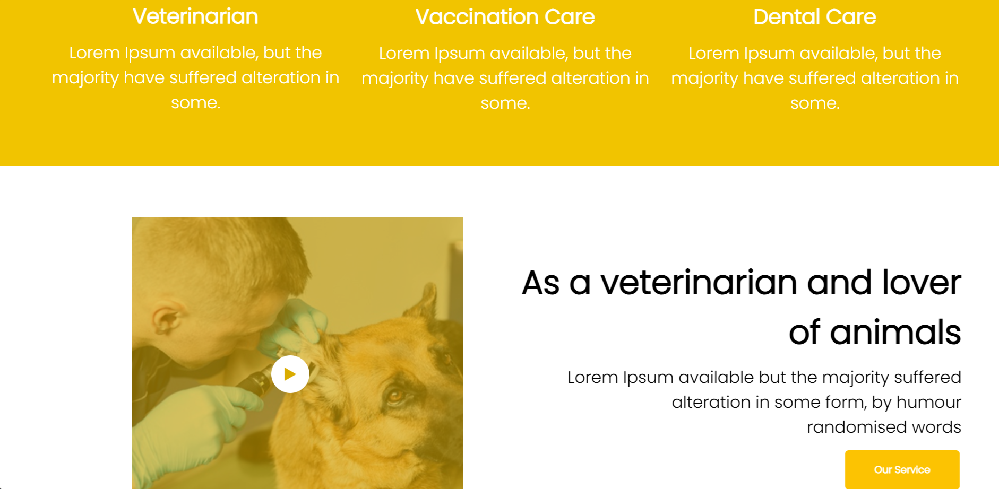 Veterinarian
Lorem Ipsum available, but the
majority have suffered alteration in
some.
Vaccination Care
Lorem Ipsum available, but the
majority have suffered alteration in
some.
Dental Care
Lorem Ipsum available, but the
majority have suffered alteration in
some.
As a veterinarian and lover
of animals
Lorem Ipsum available but the majority suffered
alteration in some form, by humour
randomised words
Our Service